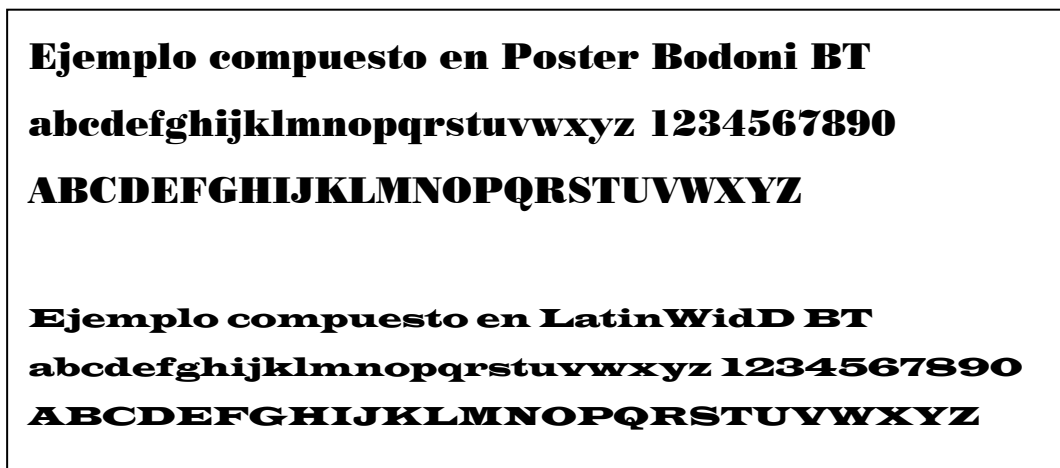 Ejemplo compuesto en Poster Bodoni BT
abcdefghijklmnopqrstuvwxyz 1234567890
ABCDEFGHIJKLMNOPQRSTUVWXYZ
Ejemplo compuesto en LatinWidD BT
abcdefghijklmnopqrstuvwxyz 1234567890
ABCDEFGHIJKLMNOPQRSTUVWXYZ